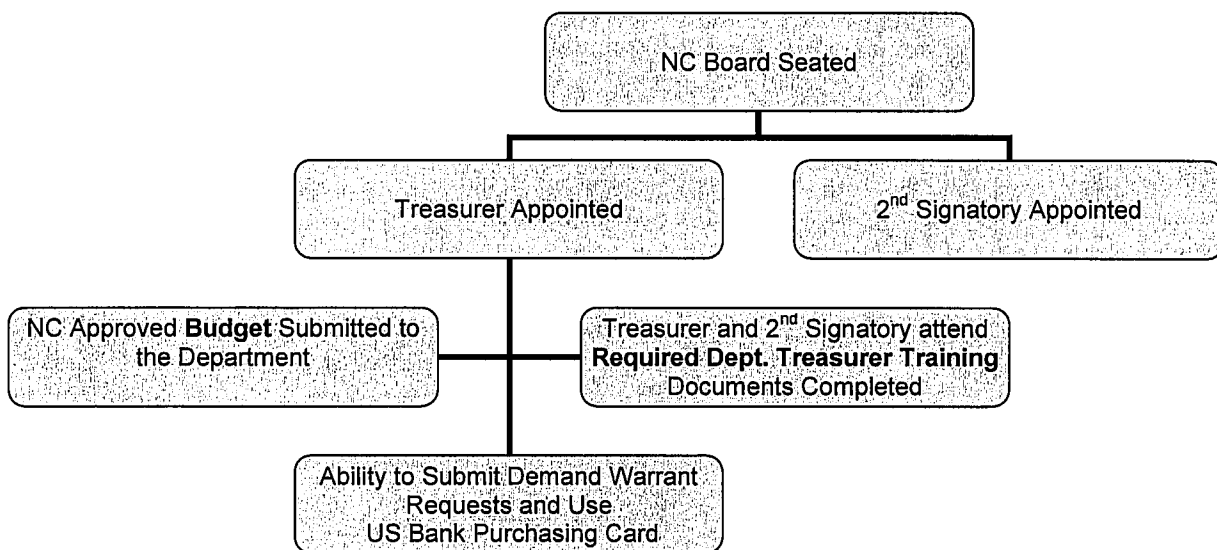 NC Board Seated
Treasurer Appointed
2nd Signatory Appointed
NC Approved Budget Submitted to
the Department
Treasurer and 2nd Signatory attend
Required Dept. Treasurer Training
Documents Completed
Ability to Submit Demand Warrant
Requests and Use
US Bank Purchasing Card